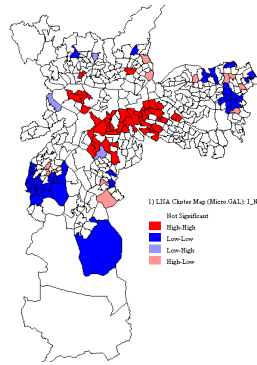 1) LISA Cluster Map (Micro.GAL): I_N
Not Significant
High-High
Low-Low
Low-High
High-Low